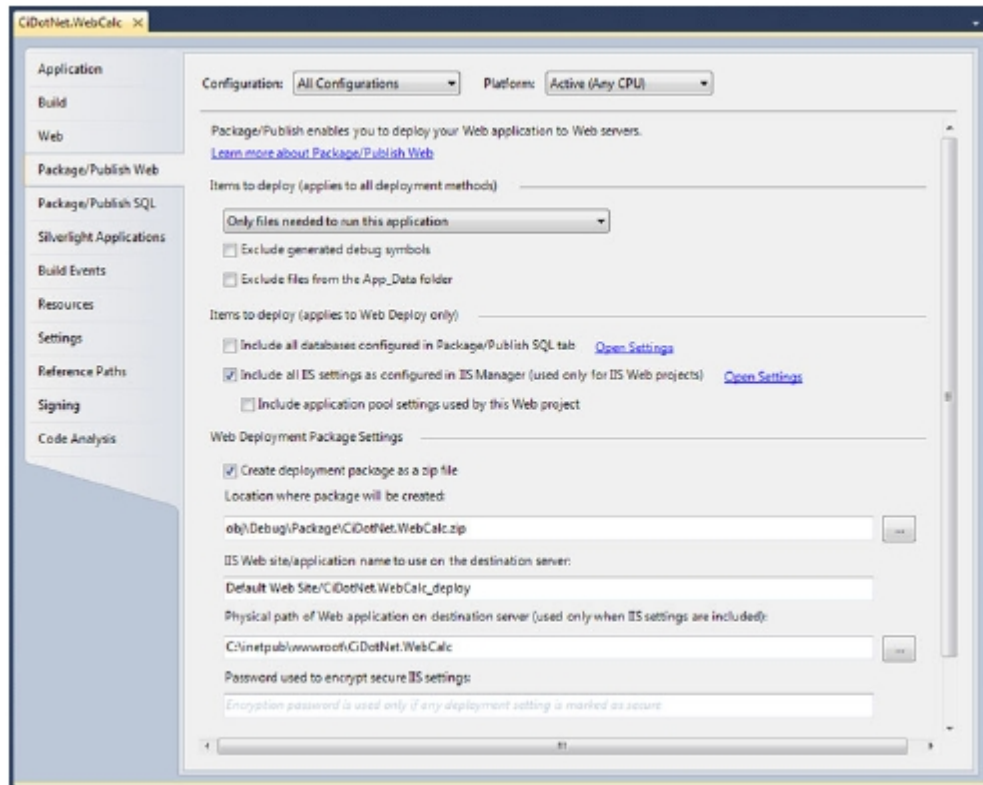 CiDotNet.WebCalc
Application
Build
Web
Package/Publish Web
Package/Publish SQL
Silverlight Applications
Build Events
Resources
Settings
Reference Paths
Signing
Code Analysis
Configuration: All Configurations Platform: Active (Any CPU)
Package/Publish enables you to deploy your Web application to Web servers.
Learn more about Package/Publish Web
Items to deploy (applies to all deployment methods)
Only files needed to run this application
Exclude generated debug symbols
Exclude files from the App_Data folder
Items to deploy (applies to Web Deploy only)
Include all databases configured in Package/Publish SQL tab Open Settings
Include all IIS settings as configured in IIS Manager (used only for IIS Web projects) Open Settings
Include application pool settings used by this Web project
Web Deployment Package Settings
Create deployment package as a zip file
Location where package will be created:
obj\Debug\Package\CiDotNet.WebCalc.zip
...
IIS Web site/application name to use on the destination server:
Default Web Site/CiDotNet.WebCalc_deploy
Physical path of Web application on destination server (used only when IIS settings are included):
C:\inetpub\wwwroot\CiDotNet.WebCalc
...
Password used to encrypt secure IIS settings:
Encryption password is used only if any deployment setting is marked as secure